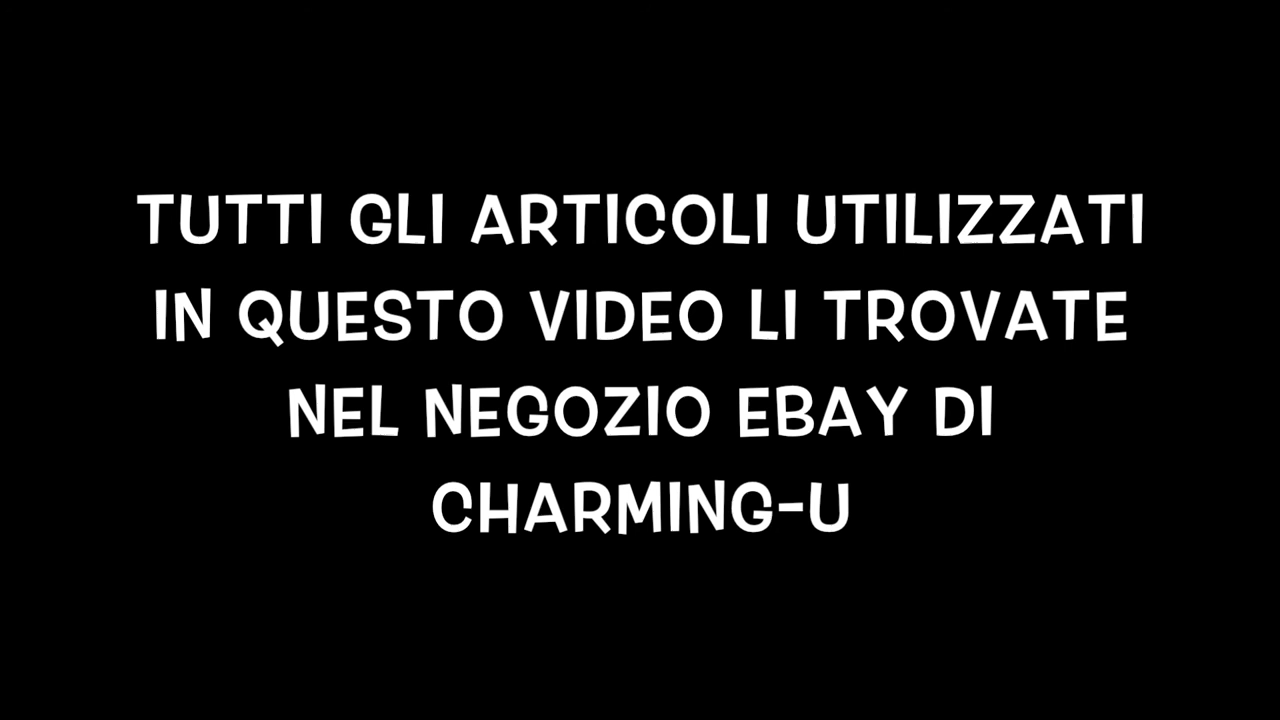 TUTTI GLI ARTICOLI UTILIZZATI
IN QUESTO VIDEO LI TROVATE
NEL NEGOZIO EBAY DI
CHARMING-U